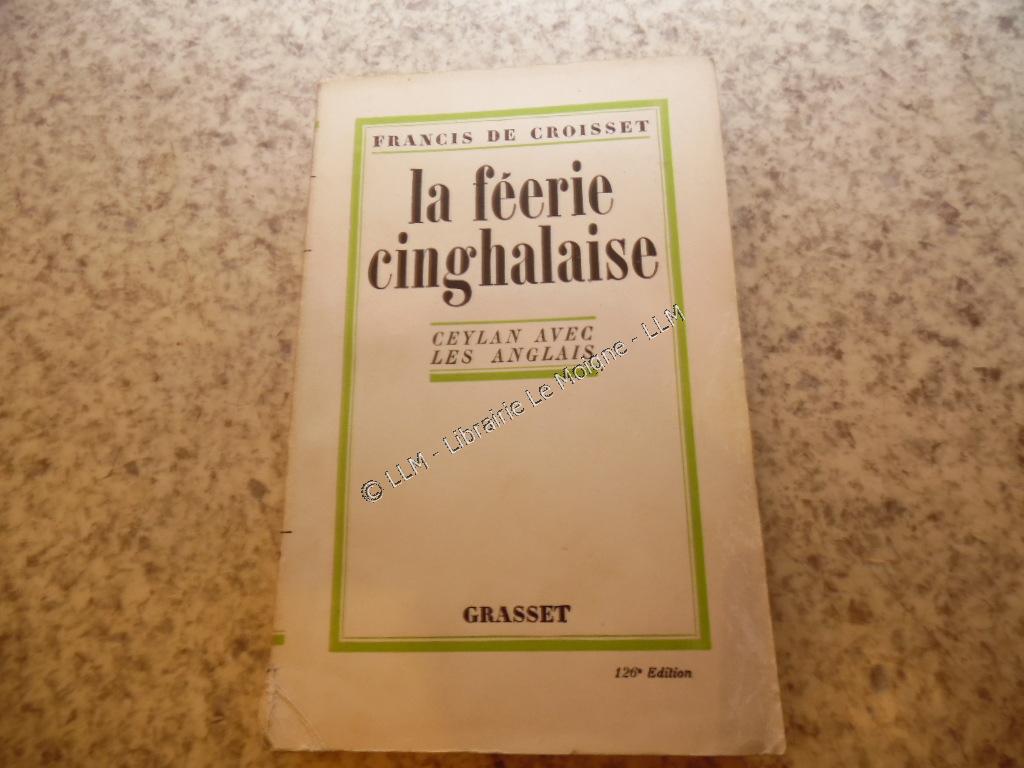 FRANCIS DE CROISSET
la féerie
cinghalaise
CEYLAN AVEC
LES ANGLAIS
© LLM - Librairie Le Moigne - LLM
GRASSET
126e Edition